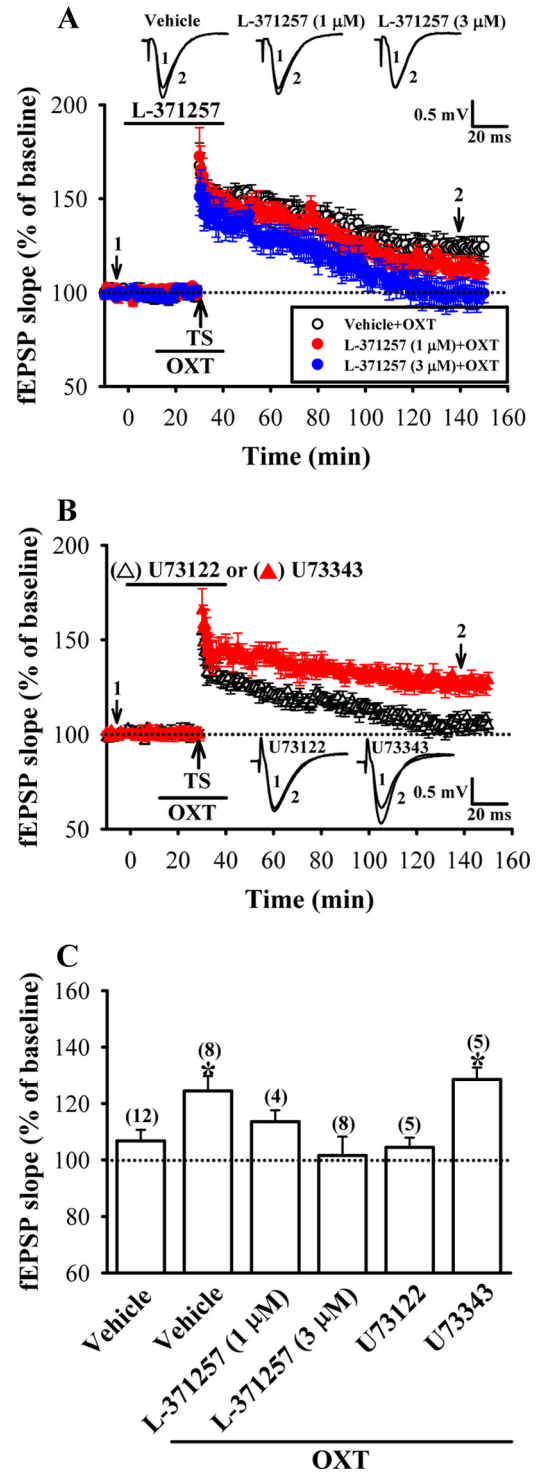 A
Vehicle
L-371257 (1 μM)
L-371257 (3 μM)
1
2
1
2
1
2
fEPSP slope (% of baseline)
200
150
100
50
L-371257
0.5 mV
20 ms
1
2
TS
OXT
Vehicle+OXT
L-371257 (1 μM)+OXT
L-371257 (3 μM)+OXT
0 20 40 60 80 100 120 140 160
Time (min)
B
fEPSP slope (% of baseline)
200
150
100
50
(△) U73122 or (▲) U73343
1
2
TS
OXT
U73122
1
2
U73343
1
2
0.5 mV
20 ms
0 20 40 60 80 100 120 140 160
Time (min)
C
fEPSP slope (% of baseline)
160
140
120
100
80
60
(12)
(8)
*
(4)
(8)
(5)
(5)
*
Vehicle
Vehicle
L-371257 (1 μM)
L-371257 (3 μM)
U73122
U73343
OXT